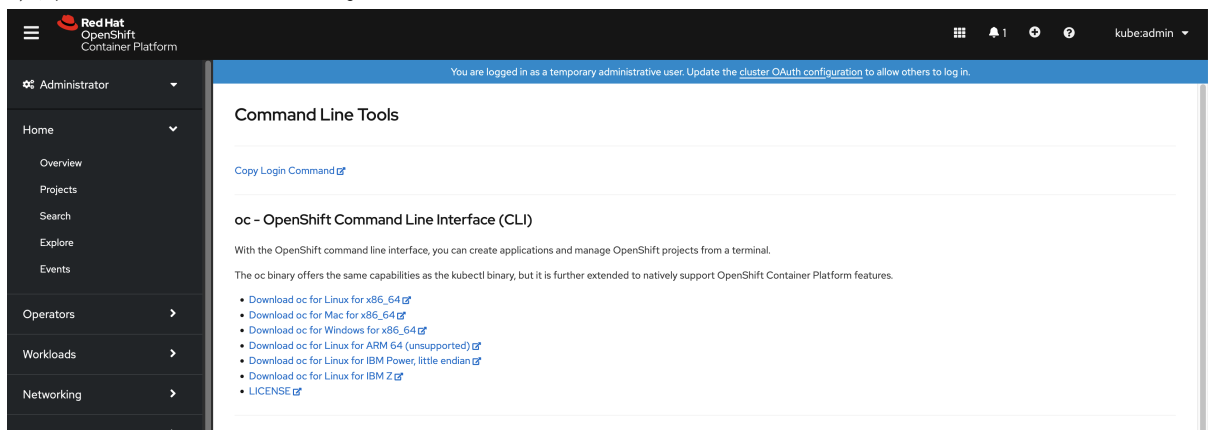 Red Hat
OpenShift
Container Platform
1
kube:admin
Administrator
You are logged in as a temporary administrative user. Update the cluster OAuth configuration to allow others to log in.
Home
Overview
Projects
Search
Explore
Events
Operators
Workloads
Networking
Command Line Tools
Copy Login Command
oc - OpenShift Command Line Interface (CLI)
With the OpenShift command line interface, you can create applications and manage OpenShift projects from a terminal.
The oc binary offers the same capabilities as the kubectl binary, but it is further extended to natively support OpenShift Container Platform features.
Download oc for Linux for x86_64
Download oc for Mac for x86_64
Download oc for Windows for x86_64
Download oc for Linux for ARM 64 (unsupported)
Download oc for Linux for IBM Power, little endian
Download oc for Linux for IBM Z
LICENSE